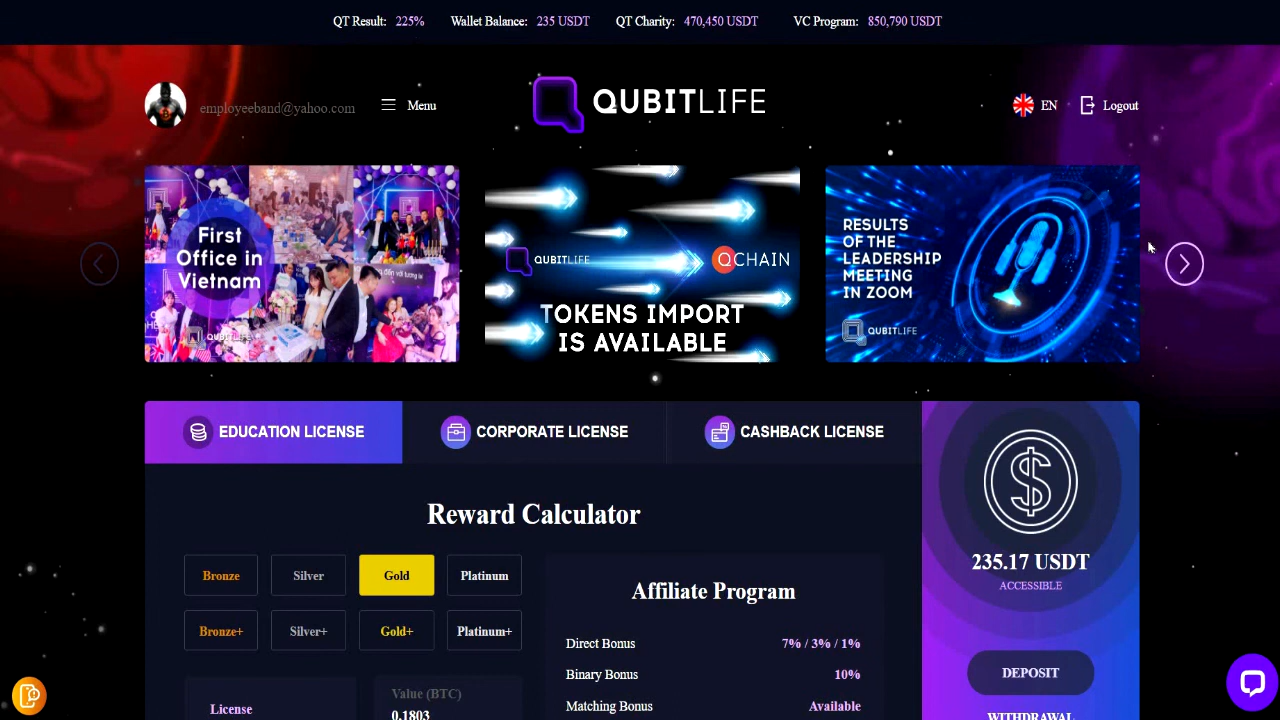 QT Result: 225% Wallet Balance: 235 USDT QT Charity: 470,450 USDT VC Program: 850,790 USDT
employeeband@yahoo.com
Menu
QUBITLIFE
EN
Logout
First
Office in
Vietnam
QUBITLIFE
QUBITLIFE
QCHAIN
TOKENS IMPORT
IS AVAILABLE
RESULTS
OF THE
LEADERSHIP
MEETING
IN ZOOM
QUBITLIFE
EDUCATION LICENSE
CORPORATE LICENSE
CASHBACK LICENSE
Reward Calculator
Bronze Silver Gold Platinum
Bronze+ Silver+ Gold+ Platinum+
License
Value (BTC)
0.1803
Affiliate Program
Direct Bonus 7% / 3% / 1%
Binary Bonus 10%
Matching Bonus Available
235.17 USDT
ACCESSIBLE
DEPOSIT
WITHDRAWAL